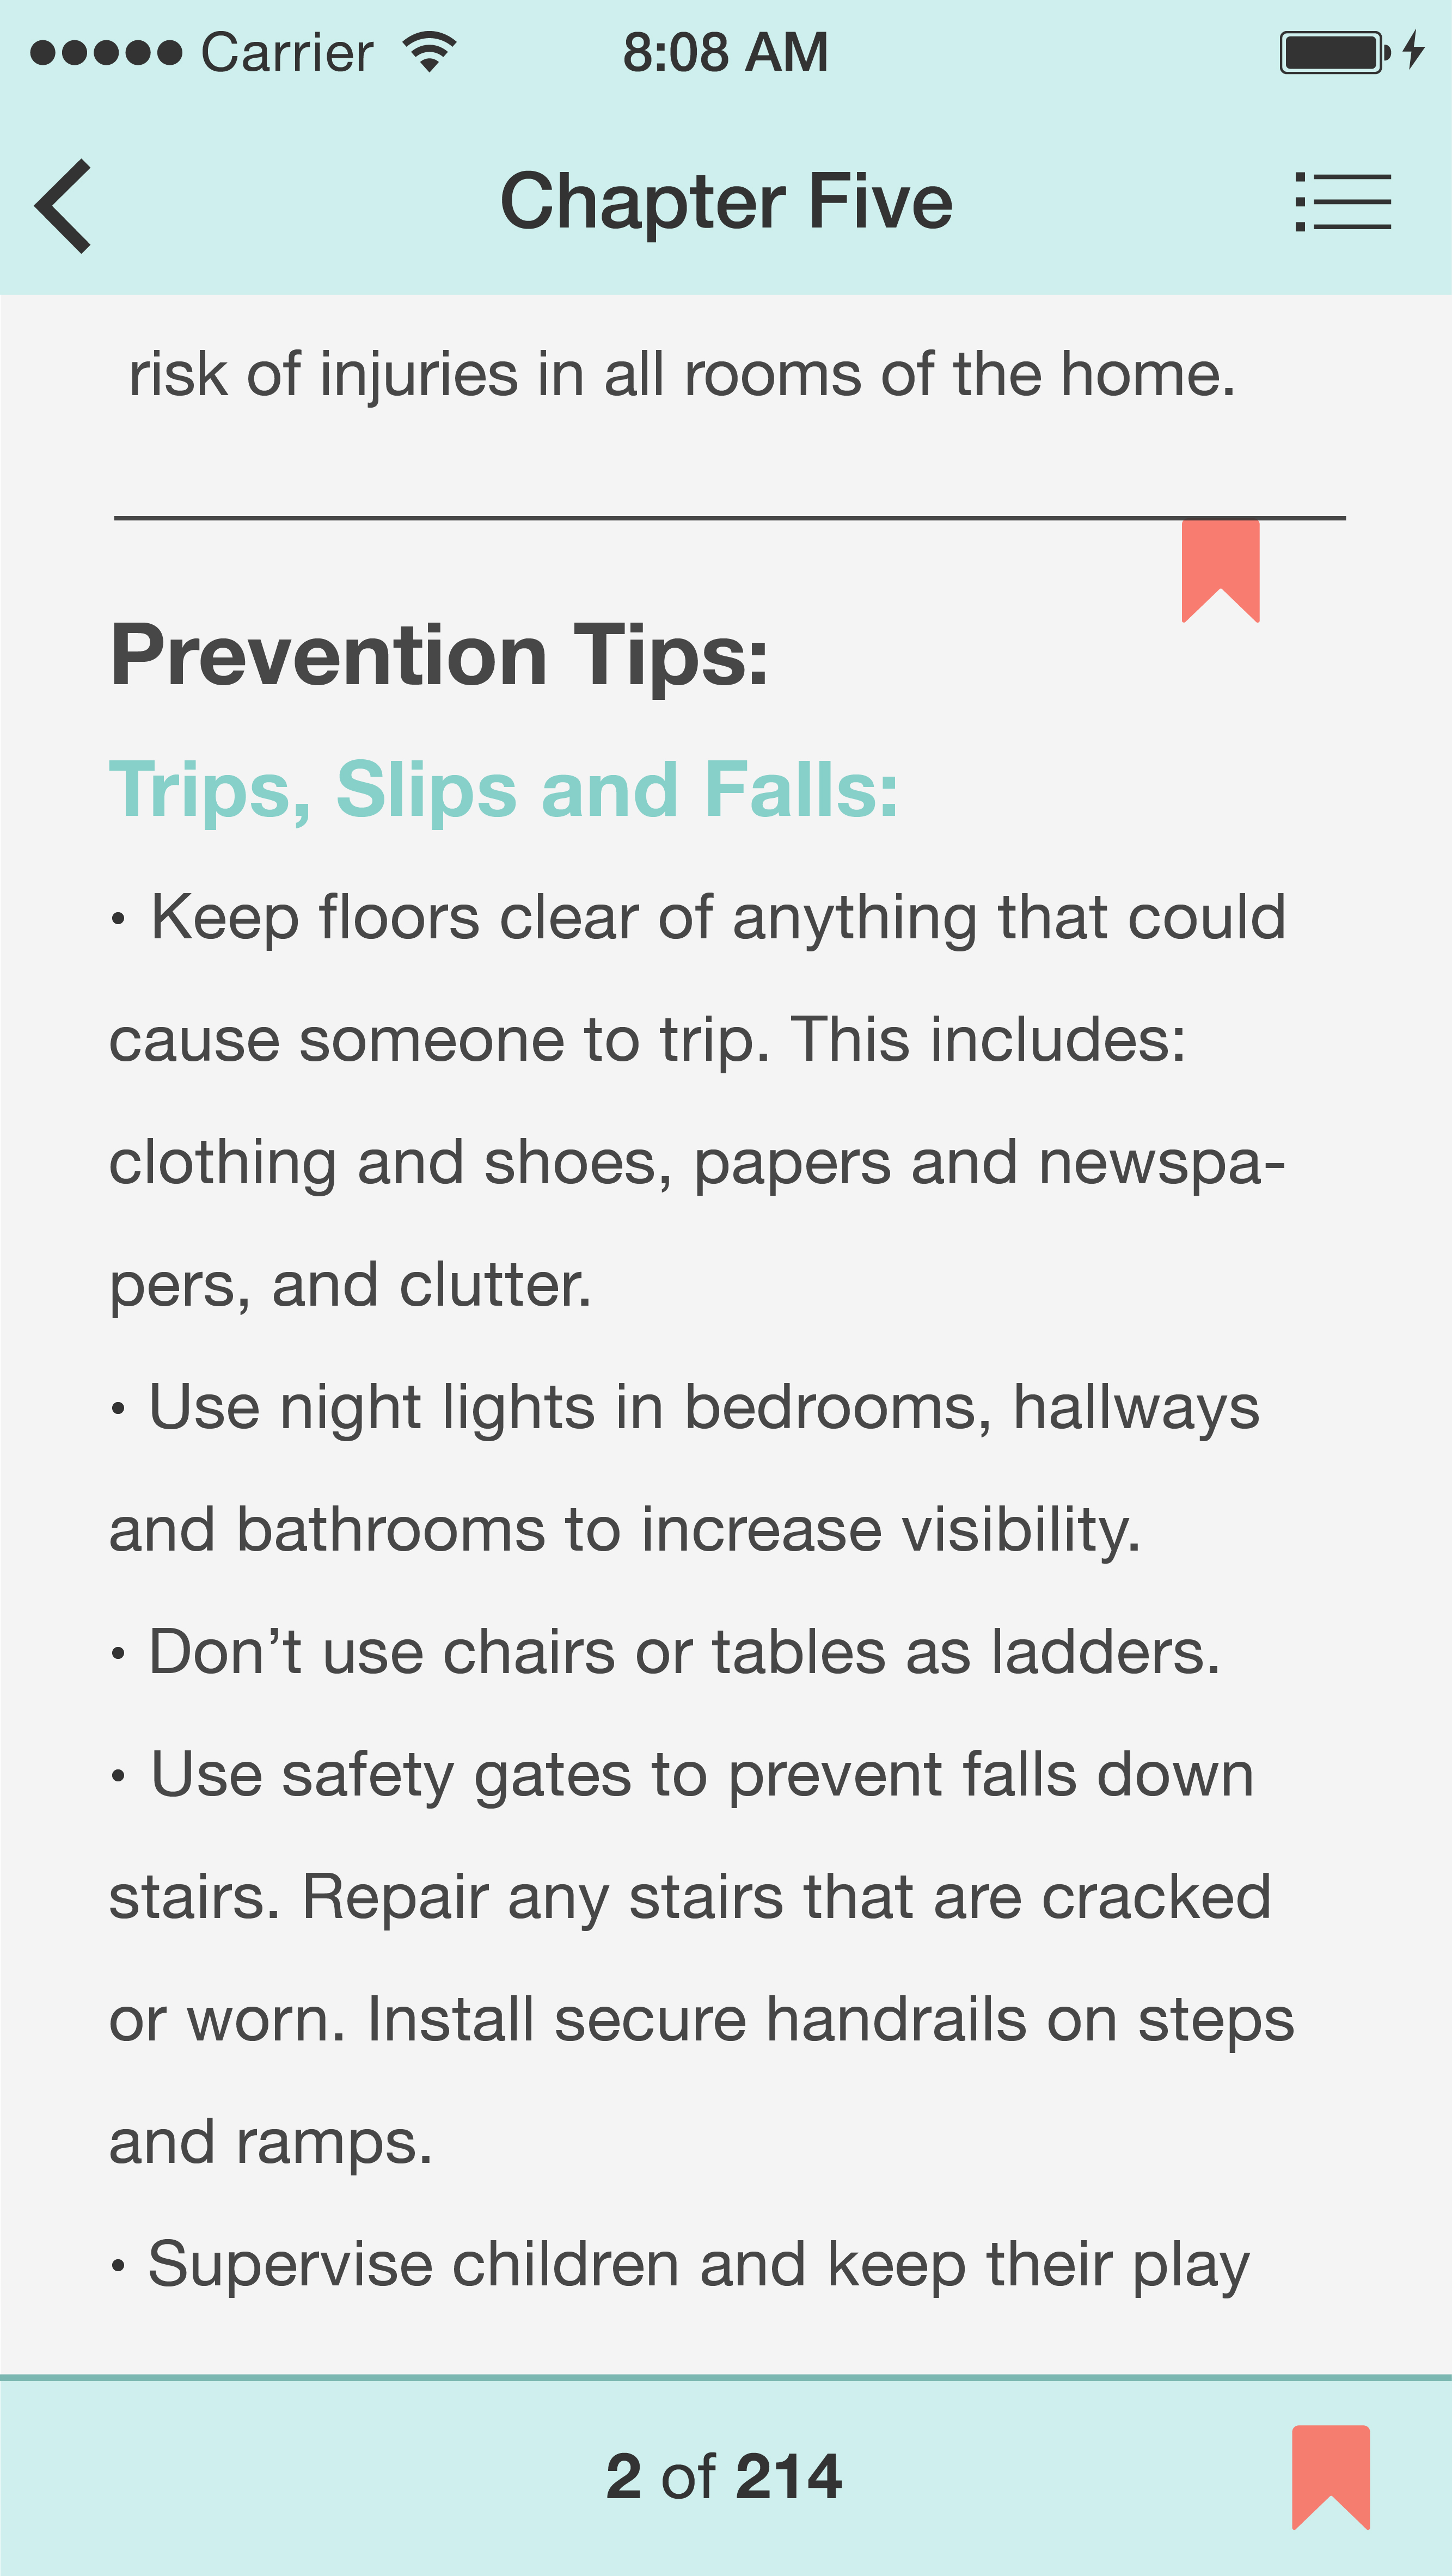 Carrier 8:08 AM
Chapter Five
risk of injuries in all rooms of the home.
Prevention Tips:
Trips, Slips and Falls:
• Keep floors clear of anything that could
cause someone to trip. This includes:
clothing and shoes, papers and newspa-
pers, and clutter.
• Use night lights in bedrooms, hallways
and bathrooms to increase visibility.
• Don’t use chairs or tables as ladders.
• Use safety gates to prevent falls down
stairs. Repair any stairs that are cracked
or worn. Install secure handrails on steps
and ramps.
• Supervise children and keep their play
2 of 214